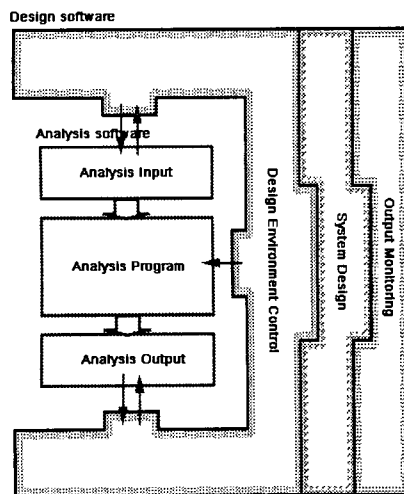 Design software
Analysis software
Analysis Input
Analysis Program
Analysis Output
Design Environment Control
System Design
Output Monitoring